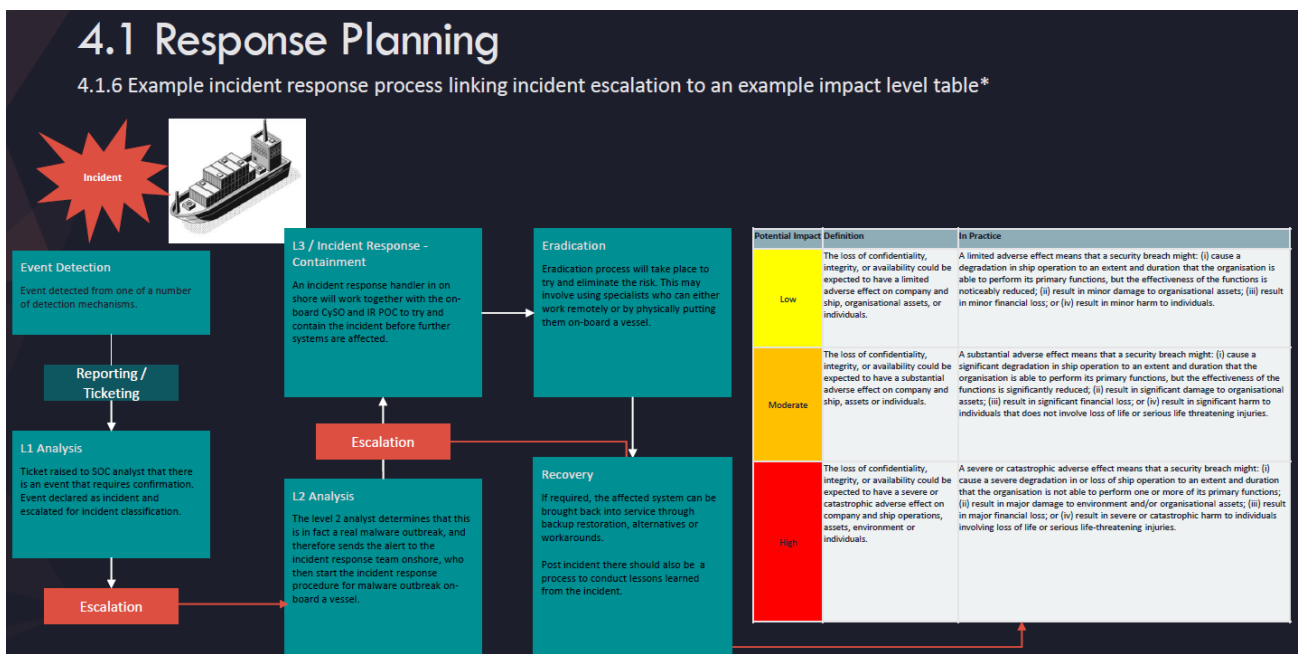 4.1 Response Planning
4.1.6 Example incident response process linking incident escalation to an example impact level table*
Incident
Event Detection
Event detected from one of a number
of detection mechanisms.
Reporting /
Ticketing
L1 Analysis
Ticket raised to SOC analyst that there
is an event that requires confirmation.
Event declared as incident and
escalated for incident classification.
Escalation
L2 Analysis
The level 2 analyst determines that this
is in fact a real malware outbreak, and
therefore sends the alert to the
incident response team onshore, who
then start the incident response
procedure for malware outbreak on-
board a vessel.
Escalation
L3 / Incident Response -
Containment
An incident response handler in on
shore will work together with the on-
board CySO and IR POC to try and
contain the incident before further
systems are affected.
Eradication
Eradication process will take place to
try and eliminate the risk. This may
involve using specialists who can either
work remotely or by physically putting
them on-board a vessel.
Recovery
If required, the affected system can be
brought back into service through
backup restoration, alternatives or
workarounds.
Post incident there should also be a
process to conduct lessons learned
from the incident.
Potential Impact Definition In Practice
Low
The loss of confidentiality,
integrity, or availability could be
expected to have a limited
adverse effect on company and
ship, organisational assets, or
individuals.
A limited adverse effect means that a security breach might: (i) cause a
degradation in ship operation to an extent and duration that the organisation is
able to perform its primary functions, but the effectiveness of the functions is
noticeably reduced; (ii) result in minor damage to organisational assets; (iii) result
in minor financial loss; or (iv) result in minor harm to individuals.
Moderate
The loss of confidentiality,
integrity, or availability could be
expected to have a substantial
adverse effect on company and
ship, assets or individuals.
A substantial adverse effect means that a security breach might: (i) cause a
significant degradation in ship operation to an extent and duration that the
organisation is able to perform its primary functions, but the effectiveness of the
functions is significantly reduced; (ii) result in significant damage to organisational
assets; (iii) result in significant financial loss; or (iv) result in significant harm to
individuals that does not involve loss of life or serious life threatening injuries.
High
The loss of confidentiality,
integrity, or availability could be
expected to have a severe or
catastrophic adverse effect on
company and ship operations,
assets, environment or
individuals.
A severe or catastrophic adverse effect means that a security breach might: (i)
cause a severe degradation in or loss of ship operation to an extent and duration
that the organisation is not able to perform one or more of its primary functions;
(ii) result in major damage to environment and/or organisational assets; (iii) result
in major financial loss; or (iv) result in severe or catastrophic harm to individuals
involving loss of life or serious life-threatening injuries.